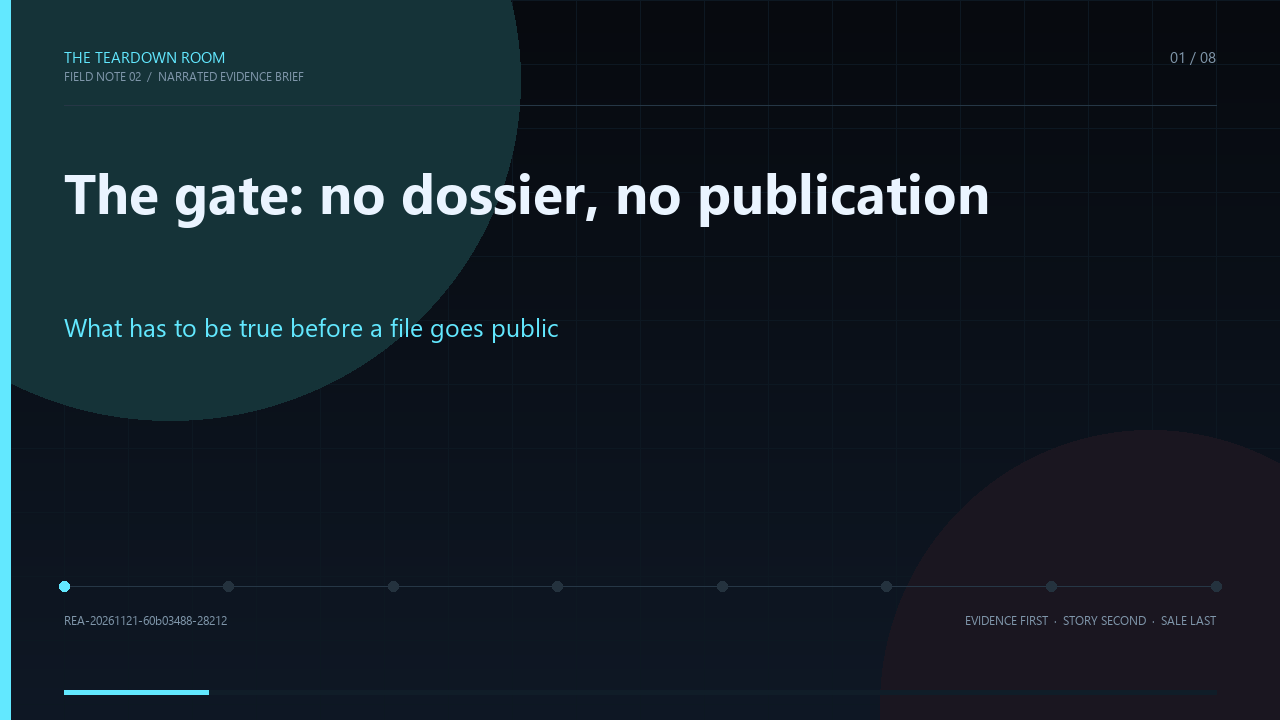 THE TEARDOWN ROOM
01 / 08
FIELD NOTE 02 / NARRATED EVIDENCE BRIEF
The gate: no dossier, no publication
What has to be true before a file goes public
REA-20261121-60b03488-28212
EVIDENCE FIRST · STORY SECOND · SALE LAST